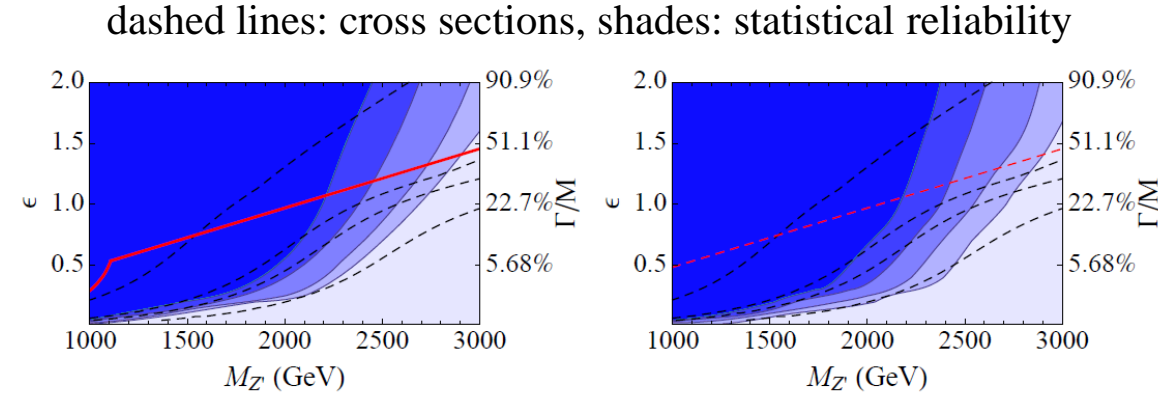 dashed lines: cross sections, shades: statistical reliability
2.0
1.5
1.0
0.5
ϵ
90.9%
51.1%
22.7%
5.68%
Γ/M
1000 1500 2000 2500 3000
M_Z' (GeV)
2.0
1.5
1.0
0.5
ϵ
90.9%
51.1%
22.7%
5.68%
Γ/M
1000 1500 2000 2500 3000
M_Z' (GeV)